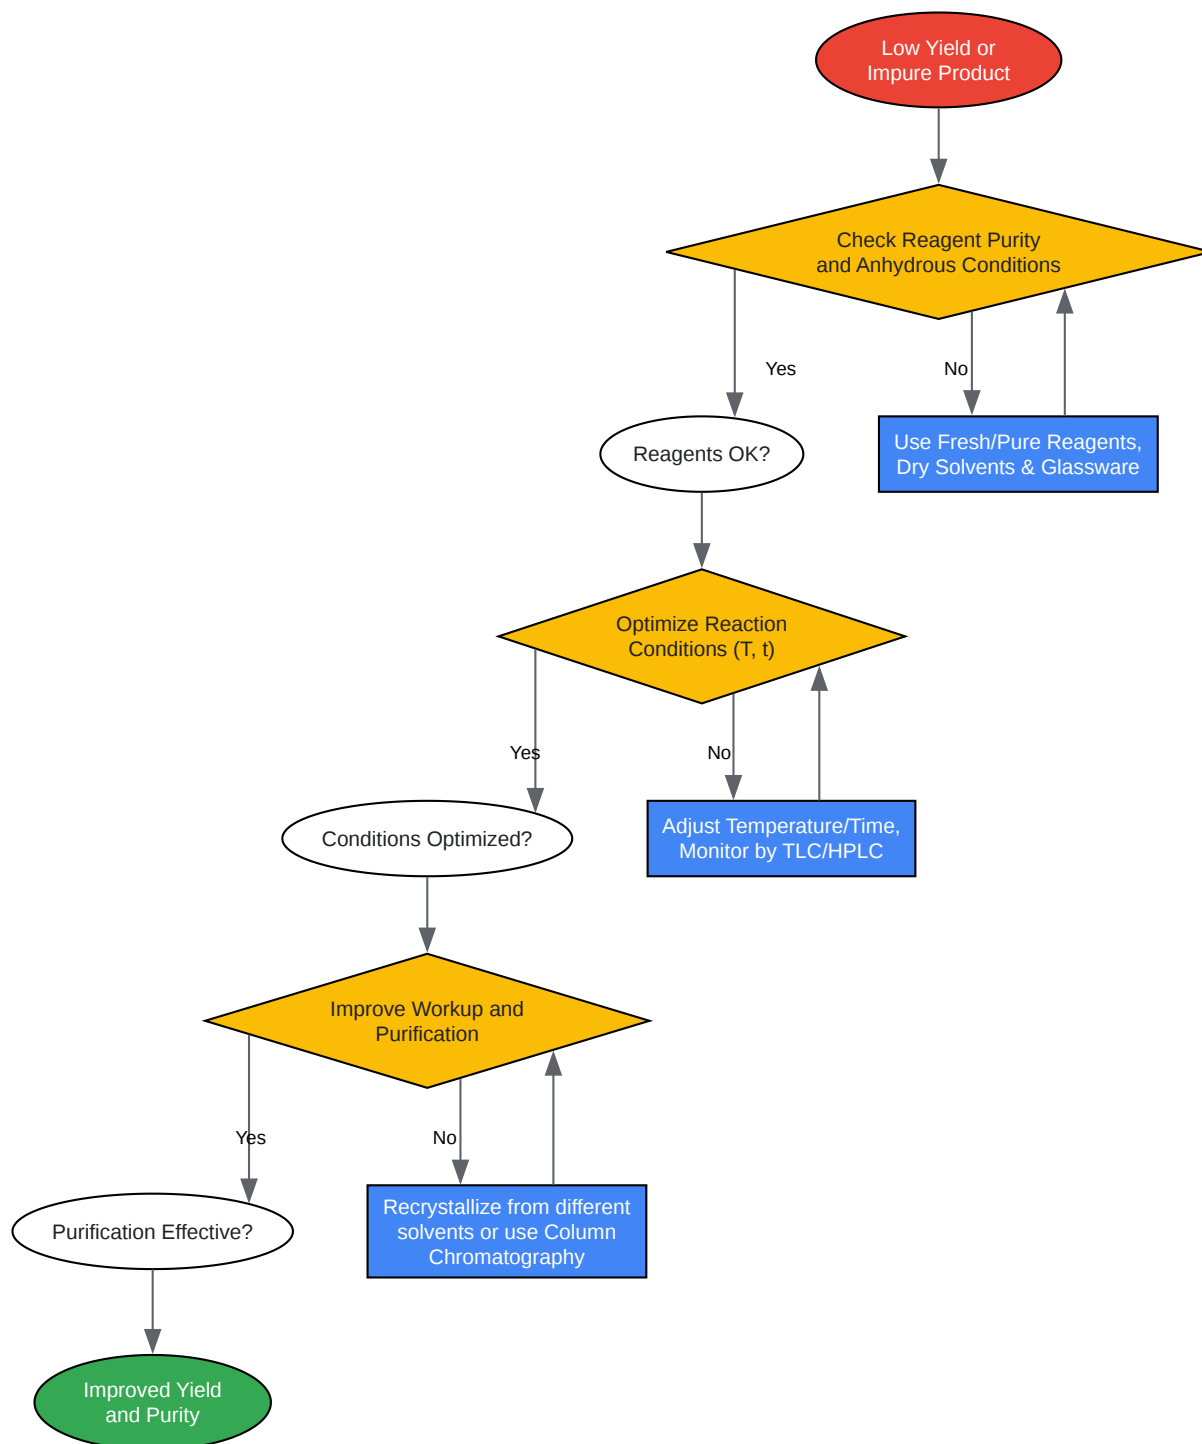 Low Yield or
Impure Product
Check Reagent Purity
and Anhydrous Conditions
Yes
No
Reagents OK?
Use Fresh/Pure Reagents,
Dry Solvents & Glassware
Optimize Reaction
Conditions (T, t)
Yes
No
Conditions Optimized?
Adjust Temperature/Time,
Monitor by TLC/HPLC
Improve Workup and
Purification
Yes
No
Purification Effective?
Recrystallize from different
solvents or use Column
Chromatography
Improved Yield
and Purity